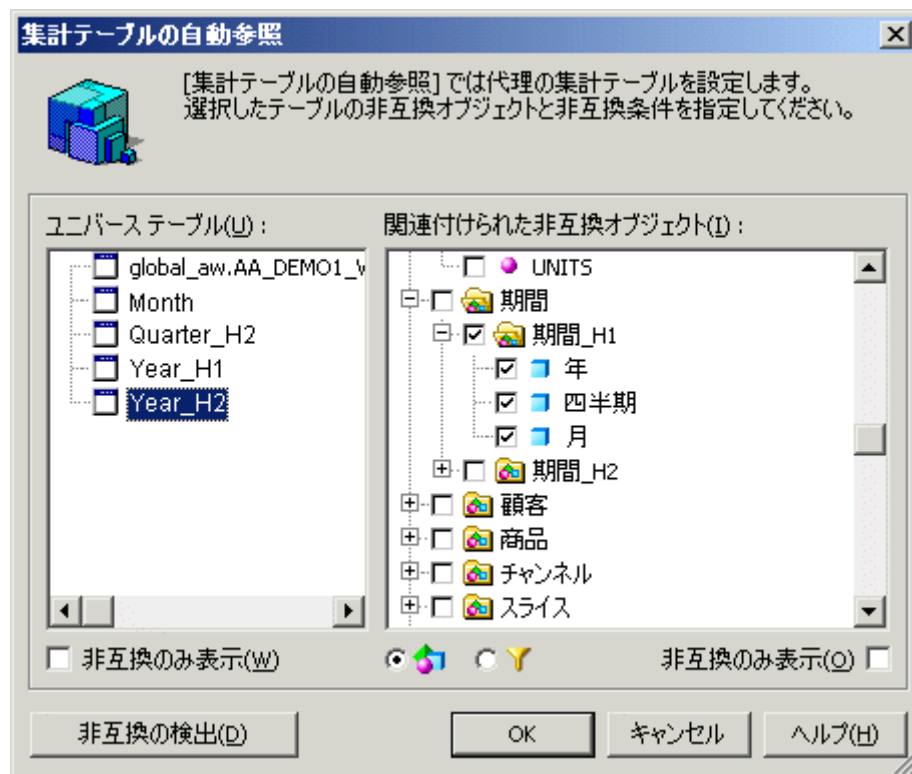 集計テーブルの自動参照
[集計テーブルの自動参照]では代理の集計テーブルを設定します。
選択したテーブルの非互換オブジェクトと非互換条件を指定してください。
ユニバース テーブル(U):
global_aw.AA_DEMO1_V
Month
Quarter_H2
Year_H1
Year_H2
非互換のみ表示(W)
関連付けられた非互換オブジェクト(I):
UNITS
期間
期間_H1
年
四半期
月
期間_H2
顧客
商品
チャンネル
スライス
非互換のみ表示(O)
非互換の検出(D)
OK
キャンセル
ヘルプ(H)